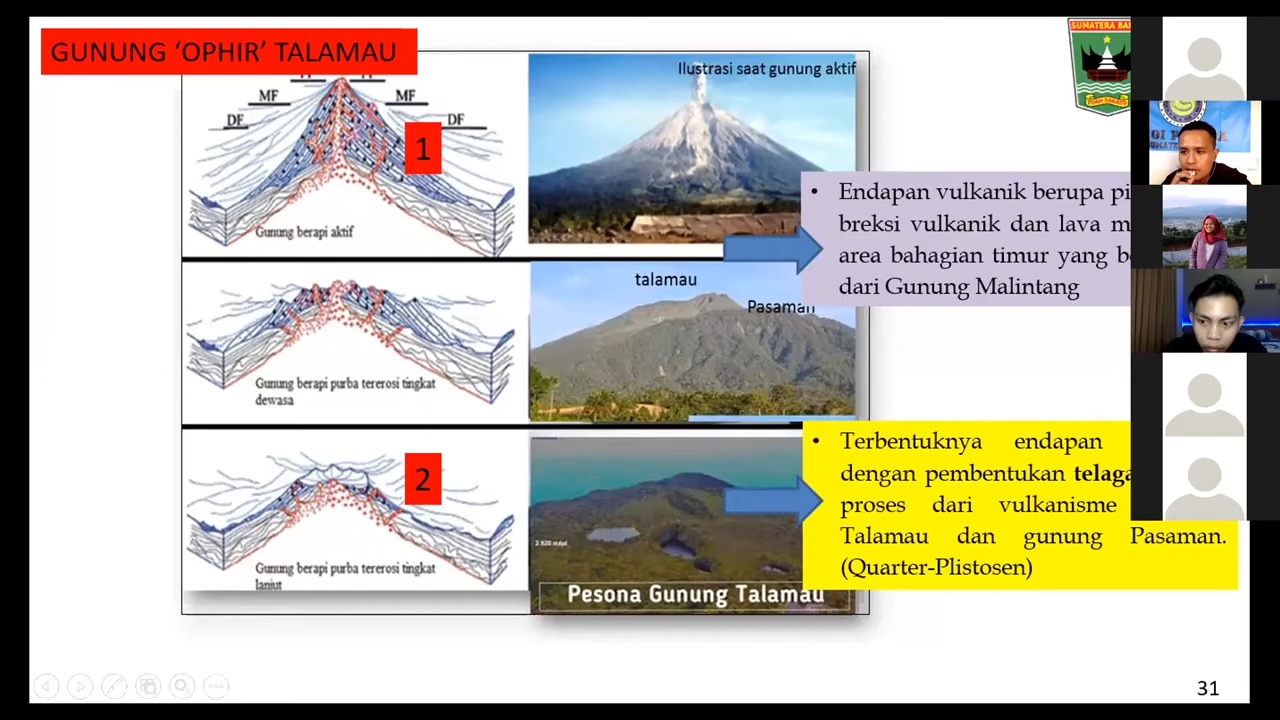 GUNUNG ‘OPHIR’ TALAMAU
SUMATERA
TUAH SAKATO
Ilustrasi saat gunung aktif
MF
MF
DF
DF
1
Gunung berapi aktif
Endapan vulkanik berupa
breksi vulkanik dan lava
area bahagian timur yang
dari Gunung Malintang
talamau
Pasaman
Gunung berapi purba tererosi tingkat
dewasa
2
Terbentuknya endapan
dengan pembentukan telaga
proses dari vulkanisme
Talamau dan gunung Pasaman.
(Quarter-Plistosen)
Gunung berapi purba tererosi tingkat
lanjut
Pesona Gunung Talamau
31